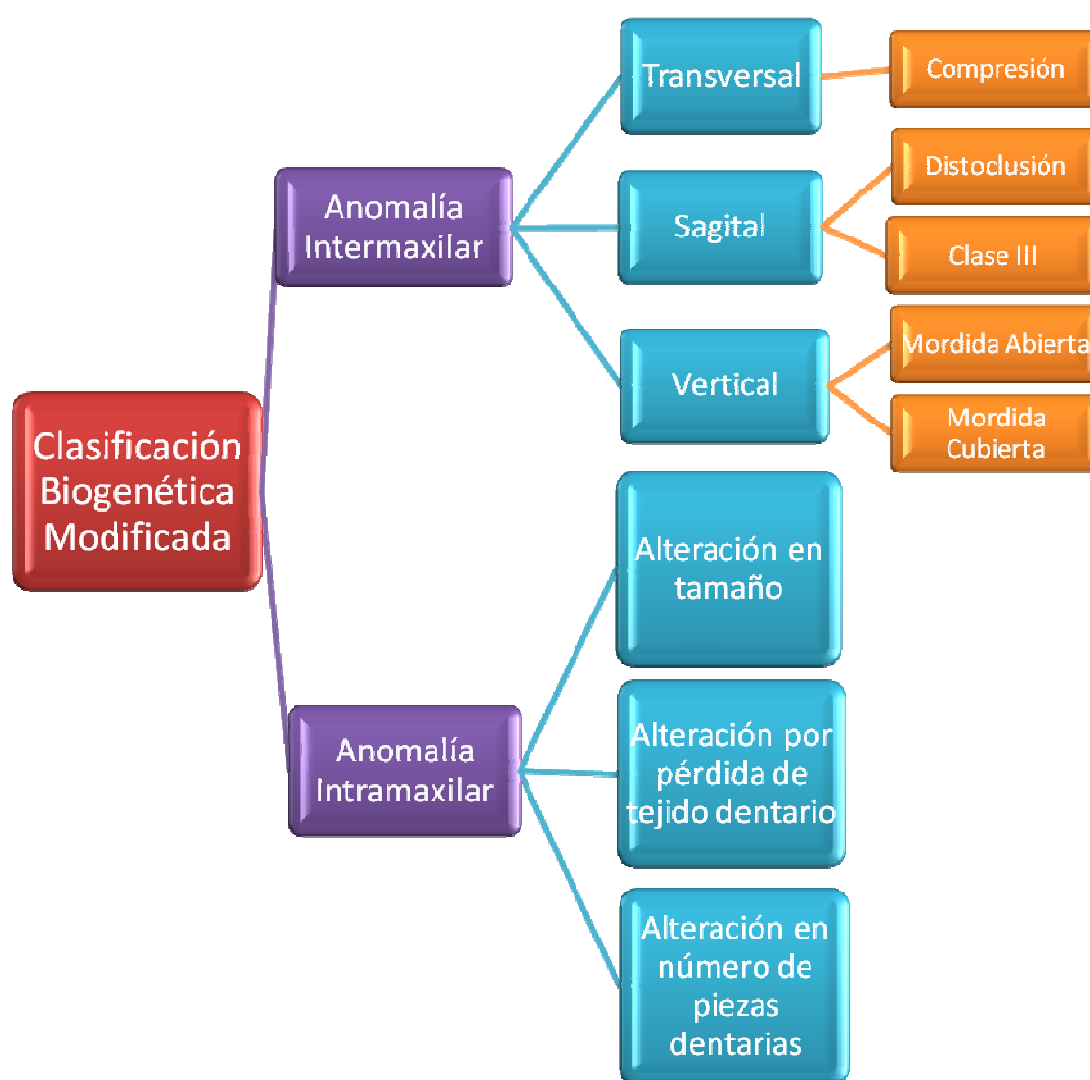 Clasificación
Biogenética
Modificada
Anomalía
Intermaxilar
Transversal
Compresión
Sagital
Distoclusión
Clase III
Vertical
Mordida Abierta
Mordida
Cubierta
Anomalía
Intramaxilar
Alteración en
tamaño
Alteración por
pérdida de
tejido dentario
Alteración en
número de
piezas
dentarias